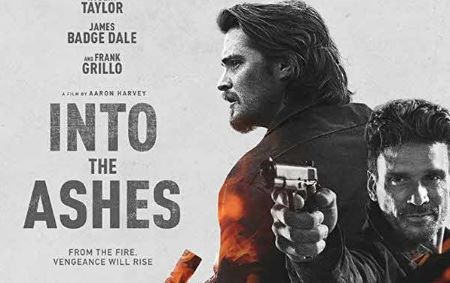 TAYLOR
JAMES
BADGE DALE
AND FRANK
GRILLO
A FILM BY AARON HARVEY
INTO
THE
ASHES
FROM THE FIRE,
VENGEANCE WILL RISE